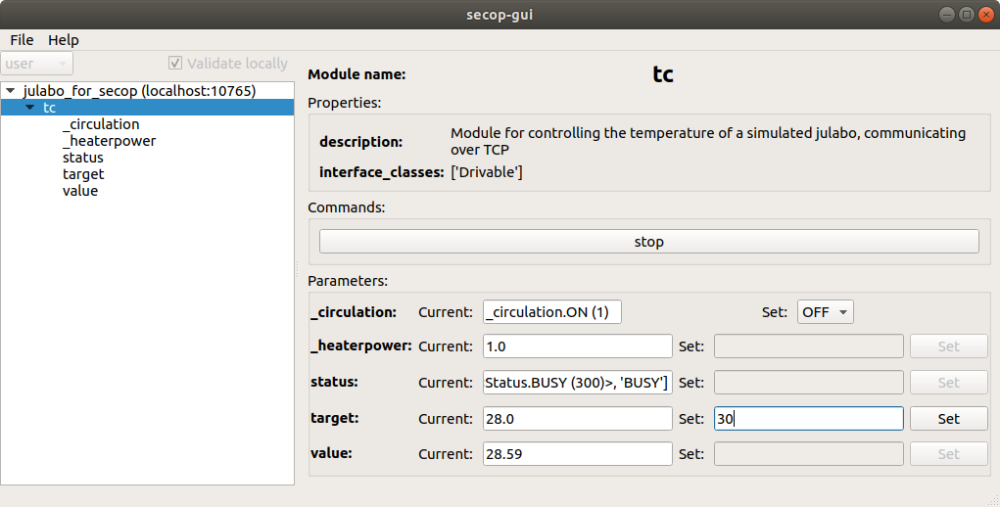 secop-gui
File Help
user Validate locally
julabo_for_secop (localhost:10765)
tc
_circulation
_heaterpower
status
target
value
Module name: tc
Properties:
description: Module for controlling the temperature of a simulated julabo, communicating
over TCP
interface_classes: ['Drivable']
Commands:
stop
Parameters:
_circulation: Current: _circulation.ON (1) Set: OFF
_heaterpower: Current: 1.0 Set: Set
status: Current: Status.BUSY (300)>, 'BUSY'] Set: Set
target: Current: 28.0 Set: 30 Set
value: Current: 28.59 Set: Set